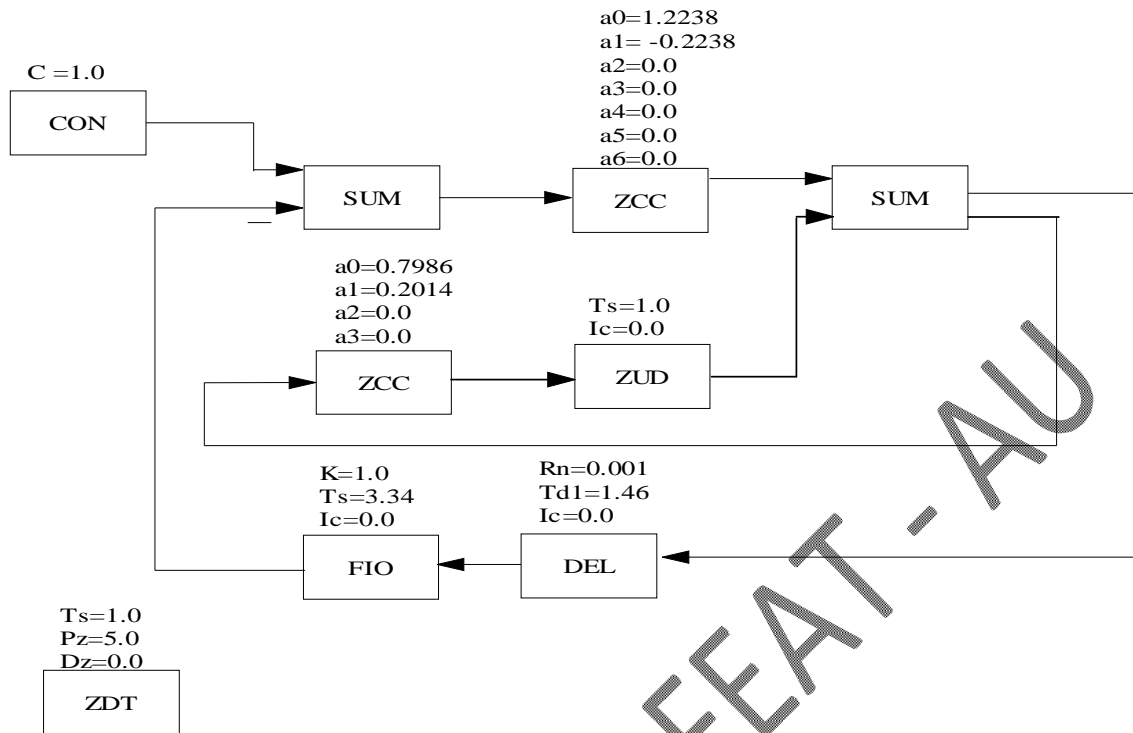 a0=1.2238
a1= -0.2238
a2=0.0
a3=0.0
a4=0.0
a5=0.0
a6=0.0
C =1.0
CON
SUM
ZCC
SUM
a0=0.7986
a1=0.2014
a2=0.0
a3=0.0
ZCC
Ts=1.0
Ic=0.0
ZUD
K=1.0
Ts=3.34
Ic=0.0
FIO
Rn=0.001
Td1=1.46
Ic=0.0
DEL
Ts=1.0
Pz=5.0
Dz=0.0
ZDT
FEAT - AU